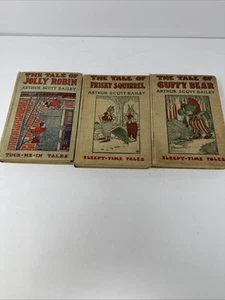 THE TALE OF
JOLLY ROBIN
ARTHUR SCOTT BAILEY
TUCK-ME-IN TALES
THE TALE OF
FRISKY SQUIRREL
ARTHUR SCOTT BAILEY
SLEEPY-TIME TALES
THE TALE OF
CUFFY BEAR
ARTHUR SCOTT BAILEY
SLEEPY-TIME TALES